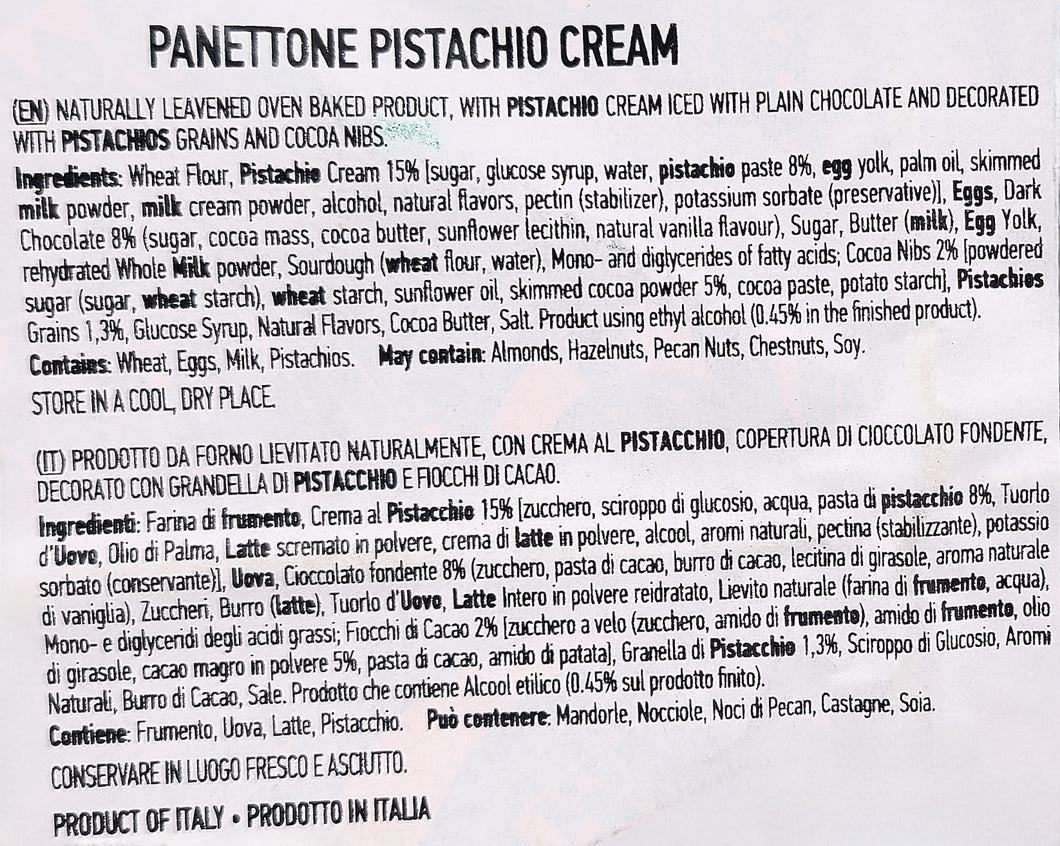 PANETTONE PISTACHIO CREAM
(EN) NATURALLY LEAVENED OVEN BAKED PRODUCT, WITH PISTACHIO CREAM ICED WITH PLAIN CHOCOLATE AND DECORATED
WITH PISTACHIOS GRAINS AND COCOA NIBS.
Ingredients: Wheat Flour, Pistachio Cream 15% [sugar, glucose syrup, water, pistachio paste 8%, egg yolk, palm oil, skimmed
milk powder, milk cream powder, alcohol, natural flavors, pectin (stabilizer), potassium sorbate (preservative)], Eggs, Dark
Chocolate 8% (sugar, cocoa mass, cocoa butter, sunflower lecithin, natural vanilla flavour), Sugar, Butter (milk), Egg Yolk,
rehydrated Whole Milk powder, Sourdough (wheat flour, water), Mono- and diglycerides of fatty acids; Cocoa Nibs 2% [powdered
sugar (sugar, wheat starch), wheat starch, sunflower oil, skimmed cocoa powder 5%, cocoa paste, potato starch], Pistachios
Grains 1,3%, Glucose Syrup, Natural Flavors, Cocoa Butter, Salt. Product using ethyl alcohol (0.45% in the finished product).
Contains: Wheat, Eggs, Milk, Pistachios. May contain: Almonds, Hazelnuts, Pecan Nuts, Chestnuts, Soy.
STORE IN A COOL, DRY PLACE.
(IT) PRODOTTO DA FORNO LIEVITATO NATURALMENTE, CON CREMA AL PISTACCHIO, COPERTURA DI CIOCCOLATO FONDENTE,
DECORATO CON GRANDELLA DI PISTACCHIO E FIOCCHI DI CACAO.
Ingredienti: Farina di frumento, Crema al Pistacchio 15% [zucchero, sciroppo di glucosio, acqua, pasta di pistacchio 8%, Tuorlo
d'Uovo, Olio di Palma, Latte scremato in polvere, crema di latte in polvere, alcool, aromi naturali, pectina (stabilizzante), potassio
sorbato (conservante)], Uova, Cioccolato fondente 8% (zucchero, pasta di cacao, burro di cacao, lecitina di girasole, aroma naturale
di vaniglia), Zuccheri, Burro (latte), Tuorlo d'Uovo, Latte Intero in polvere reidratato, Lievito naturale (farina di frumento, acqua),
Mono- e diglyceridi degli acidi grassi; Fiocchi di Cacao 2% [zucchero a velo (zucchero, amido di frumento), amido di frumento, olio
di girasole, cacao magro in polvere 5%, pasta di cacao, amido di patata], Granella di Pistacchio 1,3%, Sciroppo di Glucosio, Aromi
Naturali, Burro di Cacao, Sale. Prodotto che contiene Alcool etilico (0.45% sul prodotto finito).
Contiene: Frumento, Uova, Latte, Pistacchio. Può contenere: Mandorle, Nocciole, Noci di Pecan, Castagne, Soia.
CONSERVARE IN LUOGO FRESCO E ASCIUTTO.
PRODUCT OF ITALY • PRODOTTO IN ITALIA